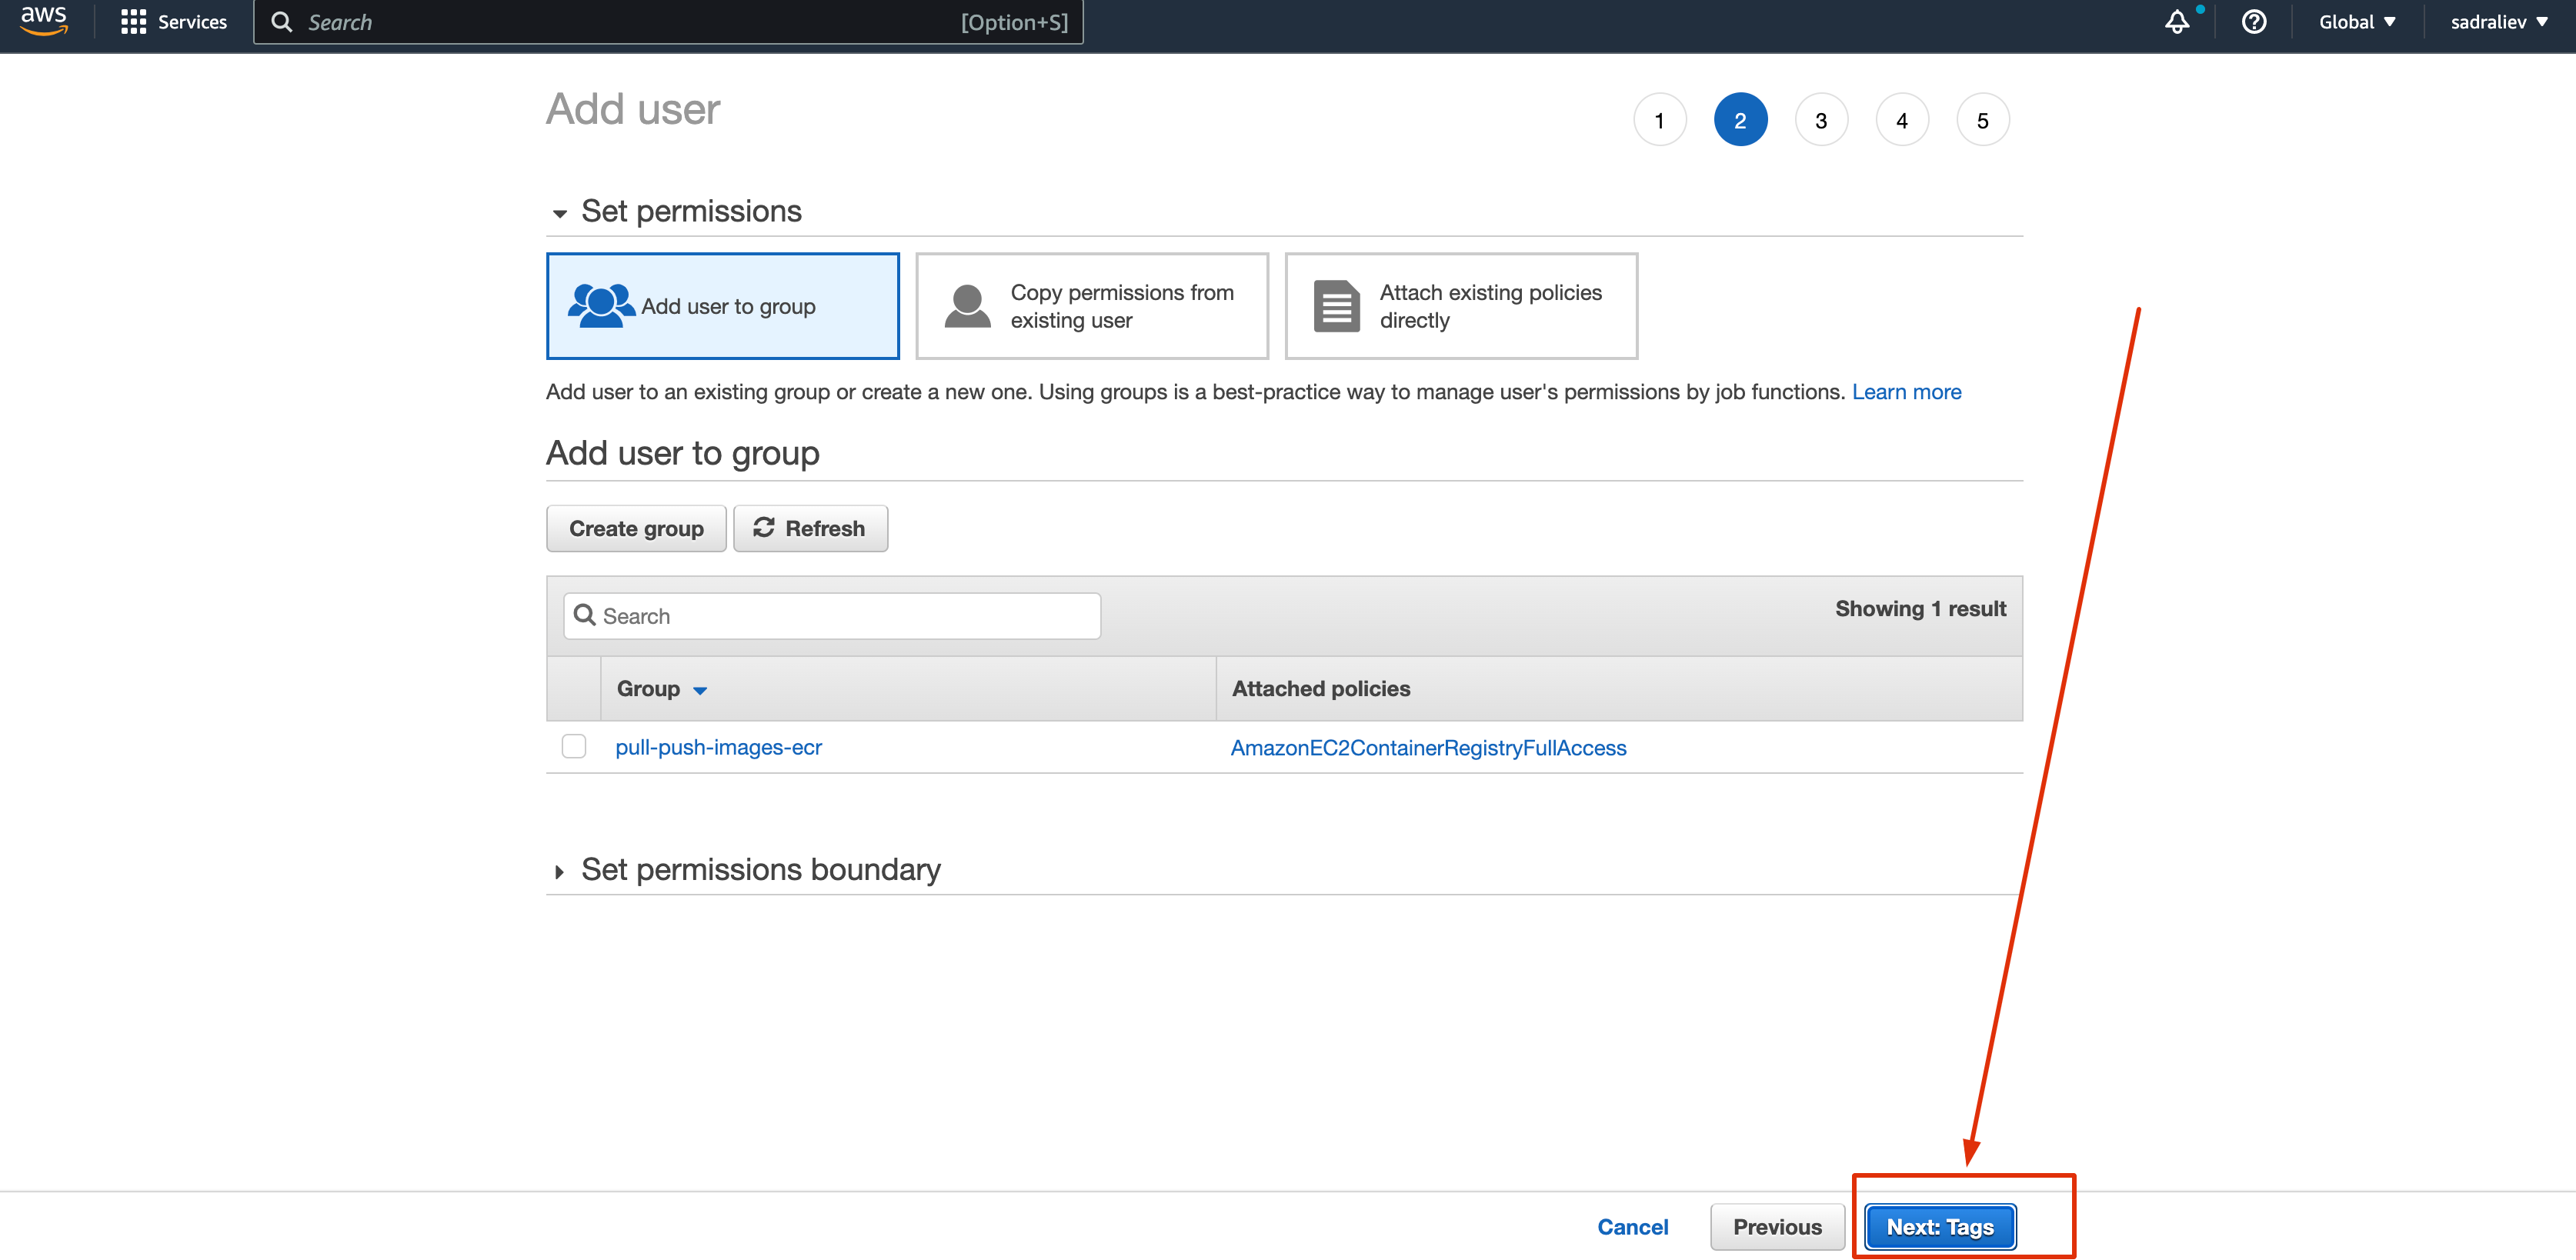 aws Services Search [Option+S] Global sadraliev
Add user 1 2 3 4 5
Set permissions
Add user to group
Copy permissions from
existing user
Attach existing policies
directly
Add user to an existing group or create a new one. Using groups is a best-practice way to manage user's permissions by job functions. Learn more
Add user to group
Create group Refresh
Search Showing 1 result
Group Attached policies
pull-push-images-ecr AmazonEC2ContainerRegistryFullAccess
Set permissions boundary
Cancel Previous Next: Tags